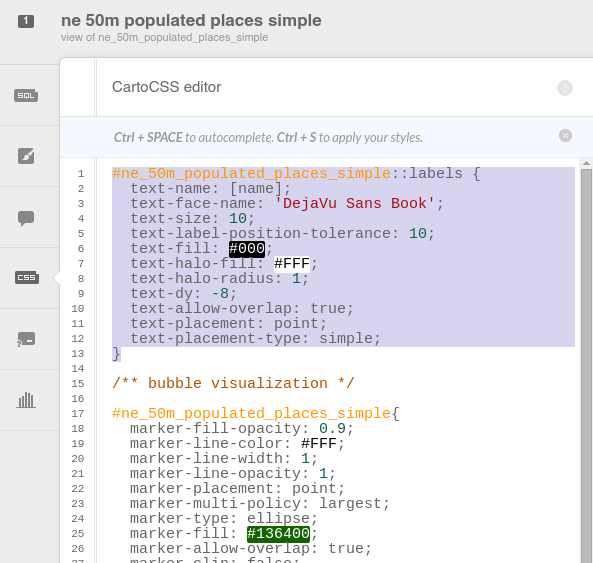 1
ne 50m populated places simple
view of ne_50m_populated_places_simple
SQL
CSS
CartoCSS editor
?
Ctrl + SPACE to autocomplete. Ctrl + S to apply your styles.
1 #ne_50m_populated_places_simple::labels {
2 text-name: [name];
3 text-face-name: 'DejaVu Sans Book';
4 text-size: 10;
5 text-label-position-tolerance: 10;
6 text-fill: #000;
7 text-halo-fill: #FFF;
8 text-halo-radius: 1;
9 text-dy: -8;
10 text-allow-overlap: true;
11 text-placement: point;
12 text-placement-type: simple;
13 }
14
15 /** bubble visualization */
16
17 #ne_50m_populated_places_simple{
18 marker-fill-opacity: 0.9;
19 marker-line-color: #FFF;
20 marker-line-width: 1;
21 marker-line-opacity: 1;
22 marker-placement: point;
23 marker-multi-policy: largest;
24 marker-type: ellipse;
25 marker-fill: #136400;
26 marker-allow-overlap: true;
27 marker-clip: false;